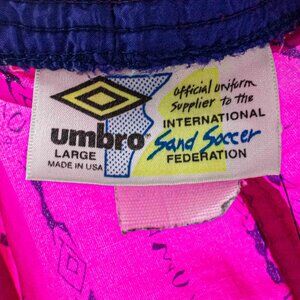 Official uniform
supplier to the
INTERNATIONAL
Sand Soccer
FEDERATION
umbro
LARGE
MADE IN USA